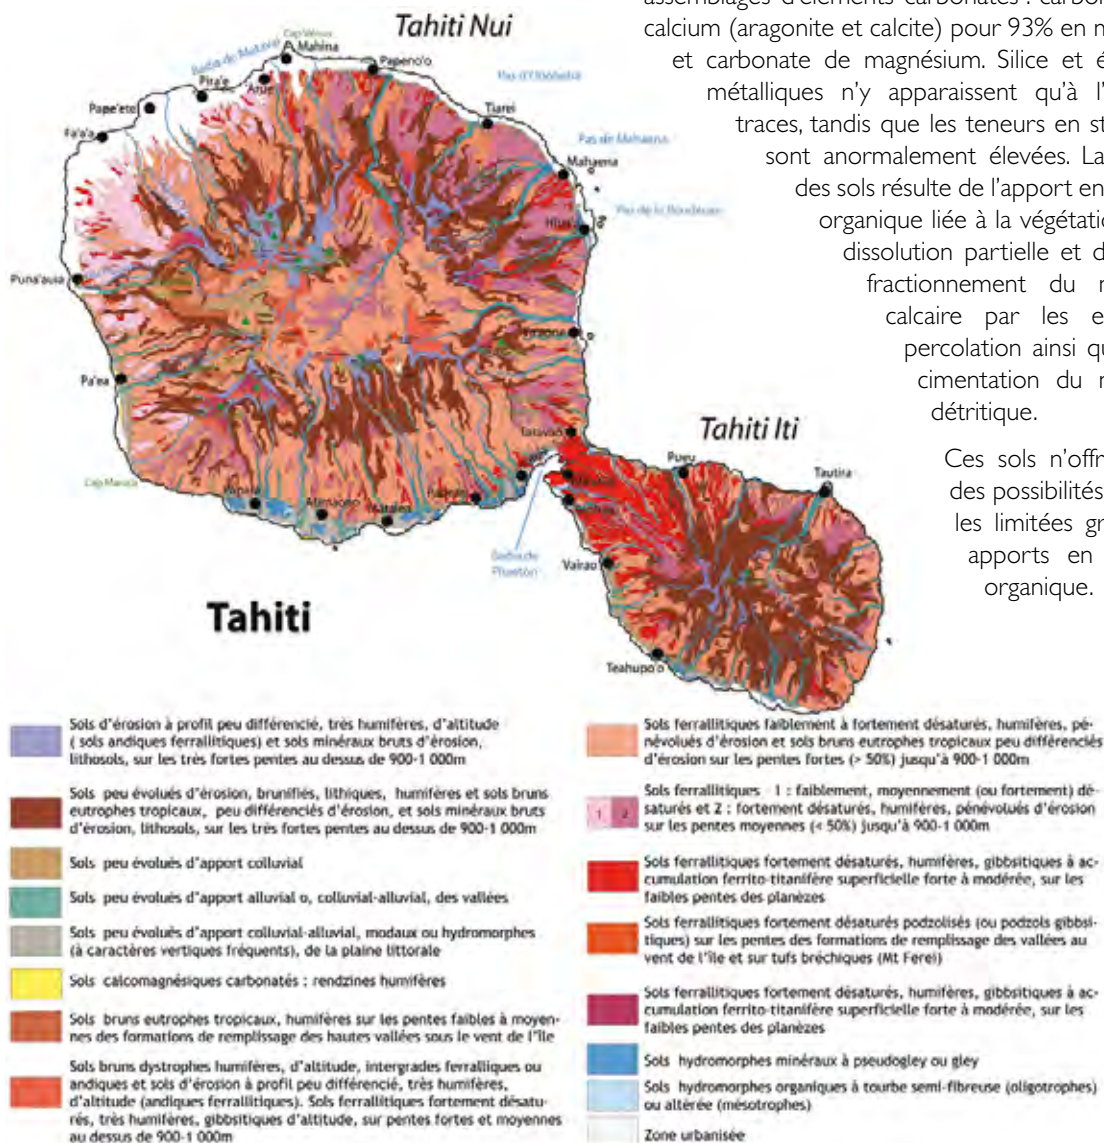 assemblages d'éléments carbonatés : carbon
calcium (aragonite et calcite) pour 93% en m
et carbonate de magnésium. Silice et é
métalliques n'y apparaissent qu'à l'
traces, tandis que les teneurs en st
sont anormalement élevées. La
des sols résulte de l'apport en
organique liée à la végétatio
dissolution partielle et d
fractionnement du m
calcaire par les e
percolation ainsi qu
cimentation du m
détritique.
Ces sols n'offr
des possibilités
les limitées gr
apports en
organique.
Tahiti Nui
Cap Vénus
Mahina
Baie de Matavai
Papeno'o
Pira'e
Arue
Pape'ete
Tiarei
Fa'a'a
Pas de Mahaena
Mahaena
Hitia'a
Puna'auia
Pa'ea
Taravao
Tahiti Iti
Pueu
Tautira
Cap Maraa
Papara
Atimaono
Mataiea
Papeari
Baie de
Phaeton
Vairao
Teahupo'o
Tahiti
Sols d'érosion à profil peu différencié, très humifères, d'altitude
( sols andiques ferrallitiques) et sols minéraux bruts d'érosion,
lithosols, sur les très fortes pentes au dessus de 900-1 000m
Sols peu évolués d'érosion, brunifiés, lithiques, humifères et sols bruns
eutrophes tropicaux, peu différenciés d'érosion, et sols minéraux bruts
d'érosion, lithosols, sur les très fortes pentes au dessus de 900-1 000m
Sols peu évolués d'apport colluvial
Sols peu évolués d'apport alluvial o, colluvial-alluvial, des vallées
Sols peu évolués d'apport colluvial-alluvial, modaux ou hydromorphes
(à caractères vertiques fréquents), de la plaine littorale
Sols calcomagnésiques carbonatés : rendzines humifères
Sols bruns eutrophes tropicaux, humifères sur les pentes faibles à moyen-
nes des formations de remplissage des hautes vallées sous le vent de l'île
Sols bruns dystrophes humifères, d'altitude, intergrades ferralliques ou
andiques et sols d'érosion à profil peu différencié, très humifères,
d'altitude (andiques ferrallitiques). Sols ferrallitiques fortement désatu-
rés, très humifères, gibbsitiques d'altitude, sur pentes fortes et moyennes
au dessus de 900-1 000m
Sols ferrallitiques faiblement à fortement désaturés, humifères, pé-
névolués d'érosion et sols bruns eutrophes tropicaux peu différenciés
d'érosion sur les pentes fortes (> 50%) jusqu'à 900-1 000m
1 2
Sols ferrallitiques 1 : faiblement, moyennement (ou fortement) dé-
saturés et 2 : fortement désaturés, humifères, pénévolués d'érosion
sur les pentes moyennes (< 50%) jusqu'à 900-1 000m
Sols ferrallitiques fortement désaturés, humifères, gibbsitiques à ac-
cumulation ferrito-titanifère superficielle forte à modérée, sur les
faibles pentes des planèzes
Sols ferrallitiques fortement désaturés podzolisés (ou podzols gibbsi-
tiques) sur les pentes des formations de remplissage des vallées au
vent de l'île et sur tufs bréchiques (Mt Ferei)
Sols ferrallitiques fortement désaturés, humifères, gibbsitiques à ac-
cumulation ferrito-titanifère superficielle forte à modérée, sur les
faibles pentes des planèzes
Sols hydromorphes minéraux à pseudogley ou gley
Sols hydromorphes organiques à tourbe semi-fibreuse (oligotrophes)
ou altérée (mésotrophes)
Zone urbanisée